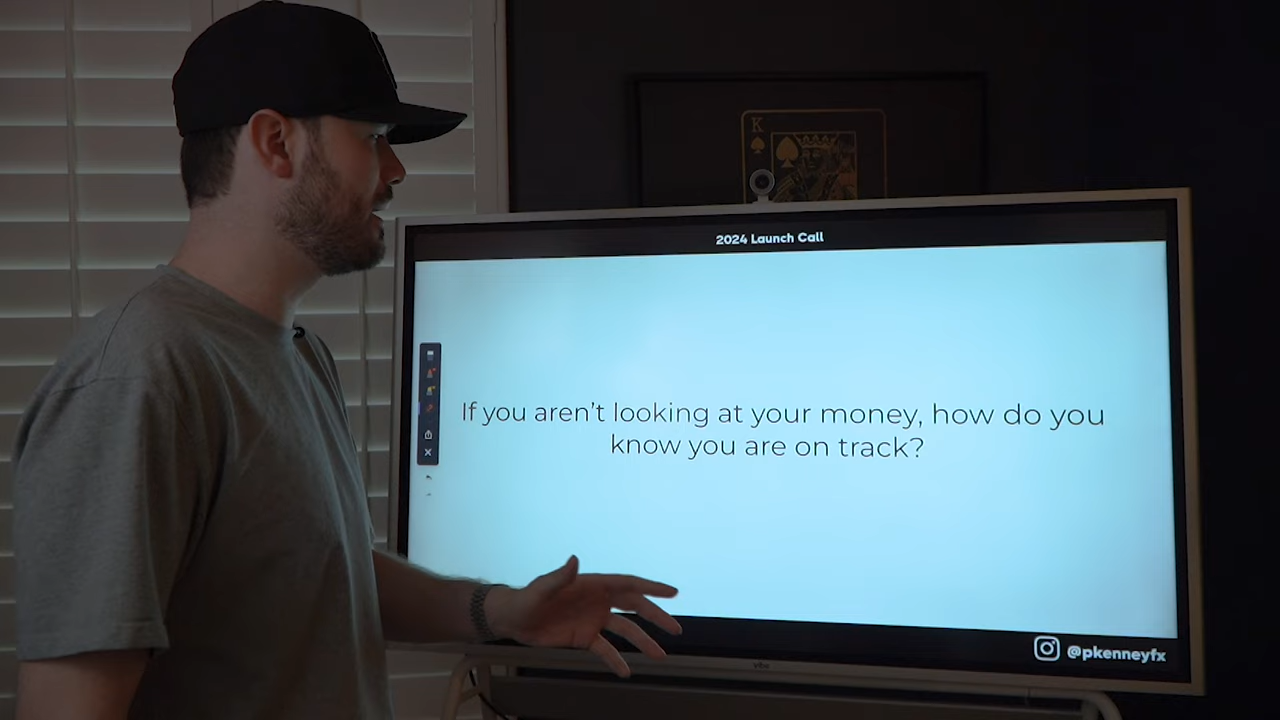 K
2024 Launch Call
If you aren't looking at your money, how do you
know you are on track?
@pkenneyfx
vibe